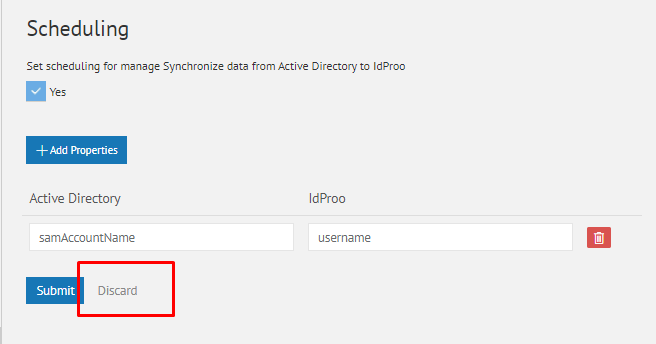 Scheduling
Set scheduling for manage Synchronize data from Active Directory to IdProo
Yes
+ Add Properties
Active Directory IdProo
samAccountName username
Submit Discard